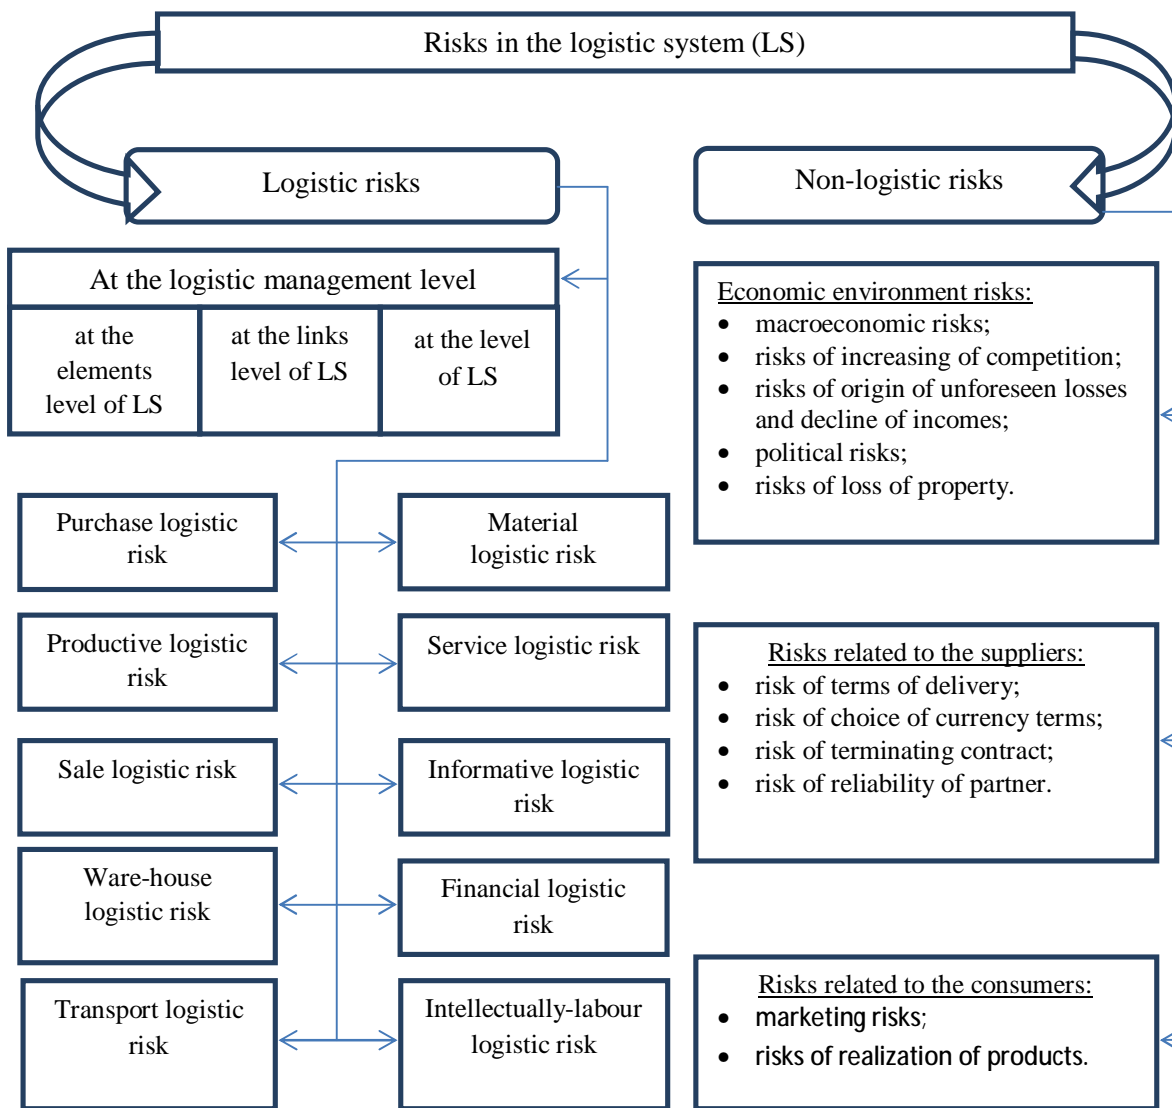 Risks in the logistic system (LS)
Logistic risks
Non-logistic risks
At the logistic management level
at the
elements
level of LS
at the links
level of LS
at the level
of LS
Purchase logistic
risk
Material
logistic risk
Productive logistic
risk
Service logistic risk
Sale logistic risk
Informative logistic
risk
Ware-house
logistic risk
Financial logistic
risk
Transport logistic
risk
Intellectually-labour
logistic risk
Economic environment risks:
• macroeconomic risks;
• risks of increasing of competition;
• risks of origin of unforeseen losses
and decline of incomes;
• political risks;
• risks of loss of property.
Risks related to the suppliers:
• risk of terms of delivery;
• risk of choice of currency terms;
• risk of terminating contract;
• risk of reliability of partner.
Risks related to the consumers:
• marketing risks;
• risks of realization of products.